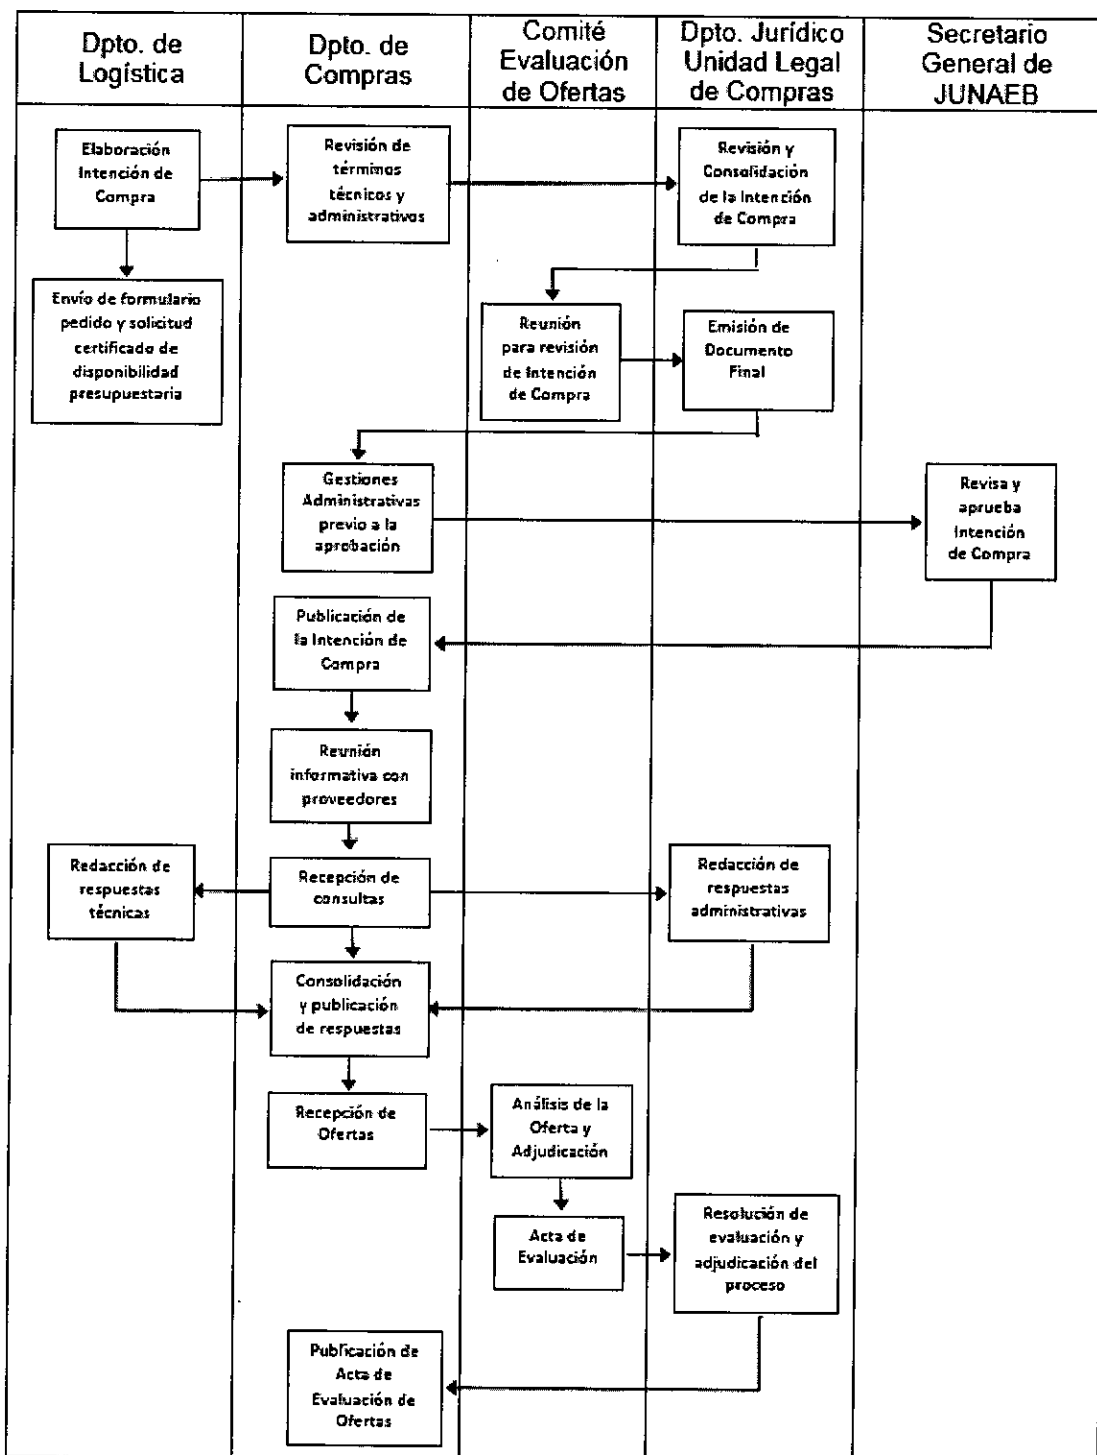 Dpto. de
Logística
Dpto. de
Compras
Comité
Evaluación
de Ofertas
Dpto. Jurídico
Unidad Legal
de Compras
Secretario
General de
JUNAEB
Elaboración
Intención de
Compra
Revisión de
términos
técnicos y
administrativos
Revisión y
Consolidación
de la Intención
de Compra
Envío de formulario
pedido y solicitud
certificado de
disponibilidad
presupuestaria
Reunión
para revisión
de Intención
de Compra
Emisión de
Documento
Final
Gestiones
Administrativas
previo a la
aprobación
Revisa y
aprueba
Intención
de Compra
Publicación de
la Intención de
Compra
Reunión
informativa con
proveedores
Redacción de
respuestas
técnicas
Recepción de
consultas
Redacción de
respuestas
administrativas
Consolidación
y publicación
de respuestas
Recepción de
Ofertas
Análisis de la
Oferta y
Adjudicación
Acta de
Evaluación
Resolución de
evaluación y
adjudicación del
proceso
Publicación de
Acta de
Evaluación de
Ofertas